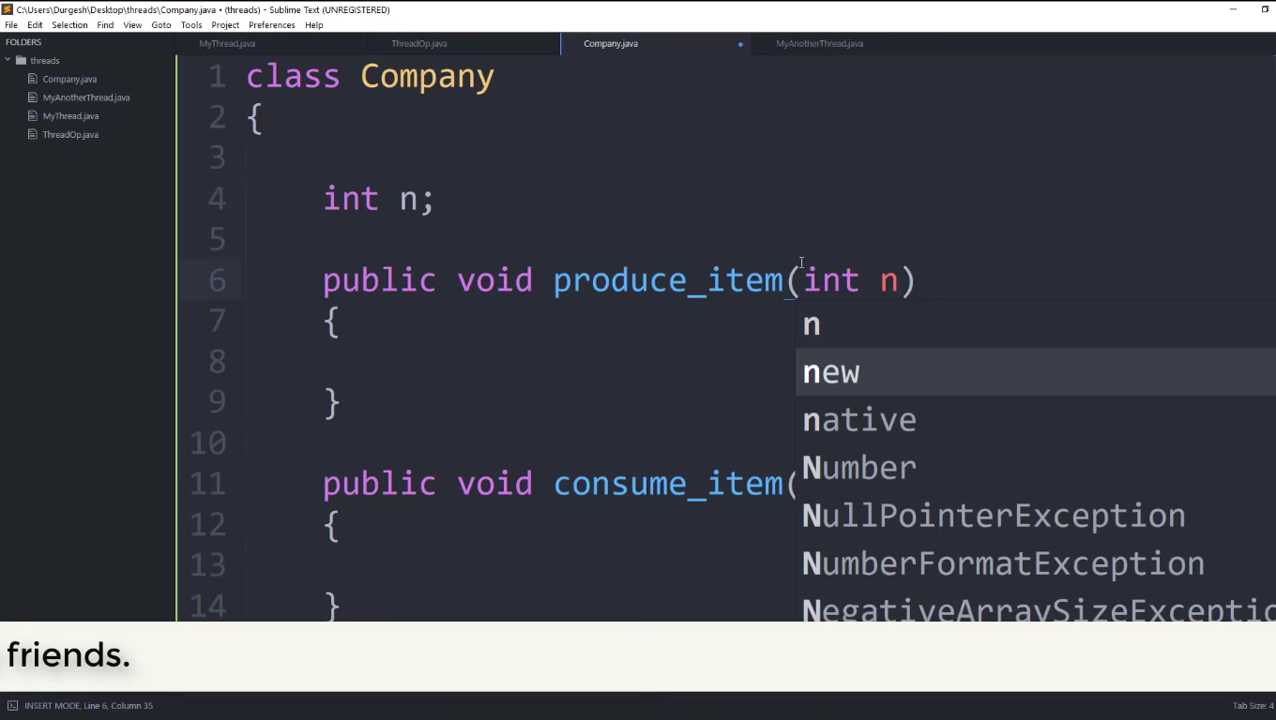 C:\Users\Durgesh\Desktop\threads\Company.java • (threads) - Sublime Text (UNREGISTERED)
File Edit Selection Find View Goto Tools Project Preferences Help
FOLDERS
threads
Company.java
MyAnotherThread.java
MyThread.java
ThreadOp.java
MyThread.java ThreadOp.java Company.java MyAnotherThread.java
1 class Company
2 {
3
4 int n;
5
6 public void produce_item(int n)
7 {
8
9 }
10
11 public void consume_item(
12 {
13
14 }
n
new
native
Number
NullPointerException
NumberFormatException
NegativeArraySizeExceptio
friends.
INSERT MODE, Line 6, Column 35 Tab Size: 4